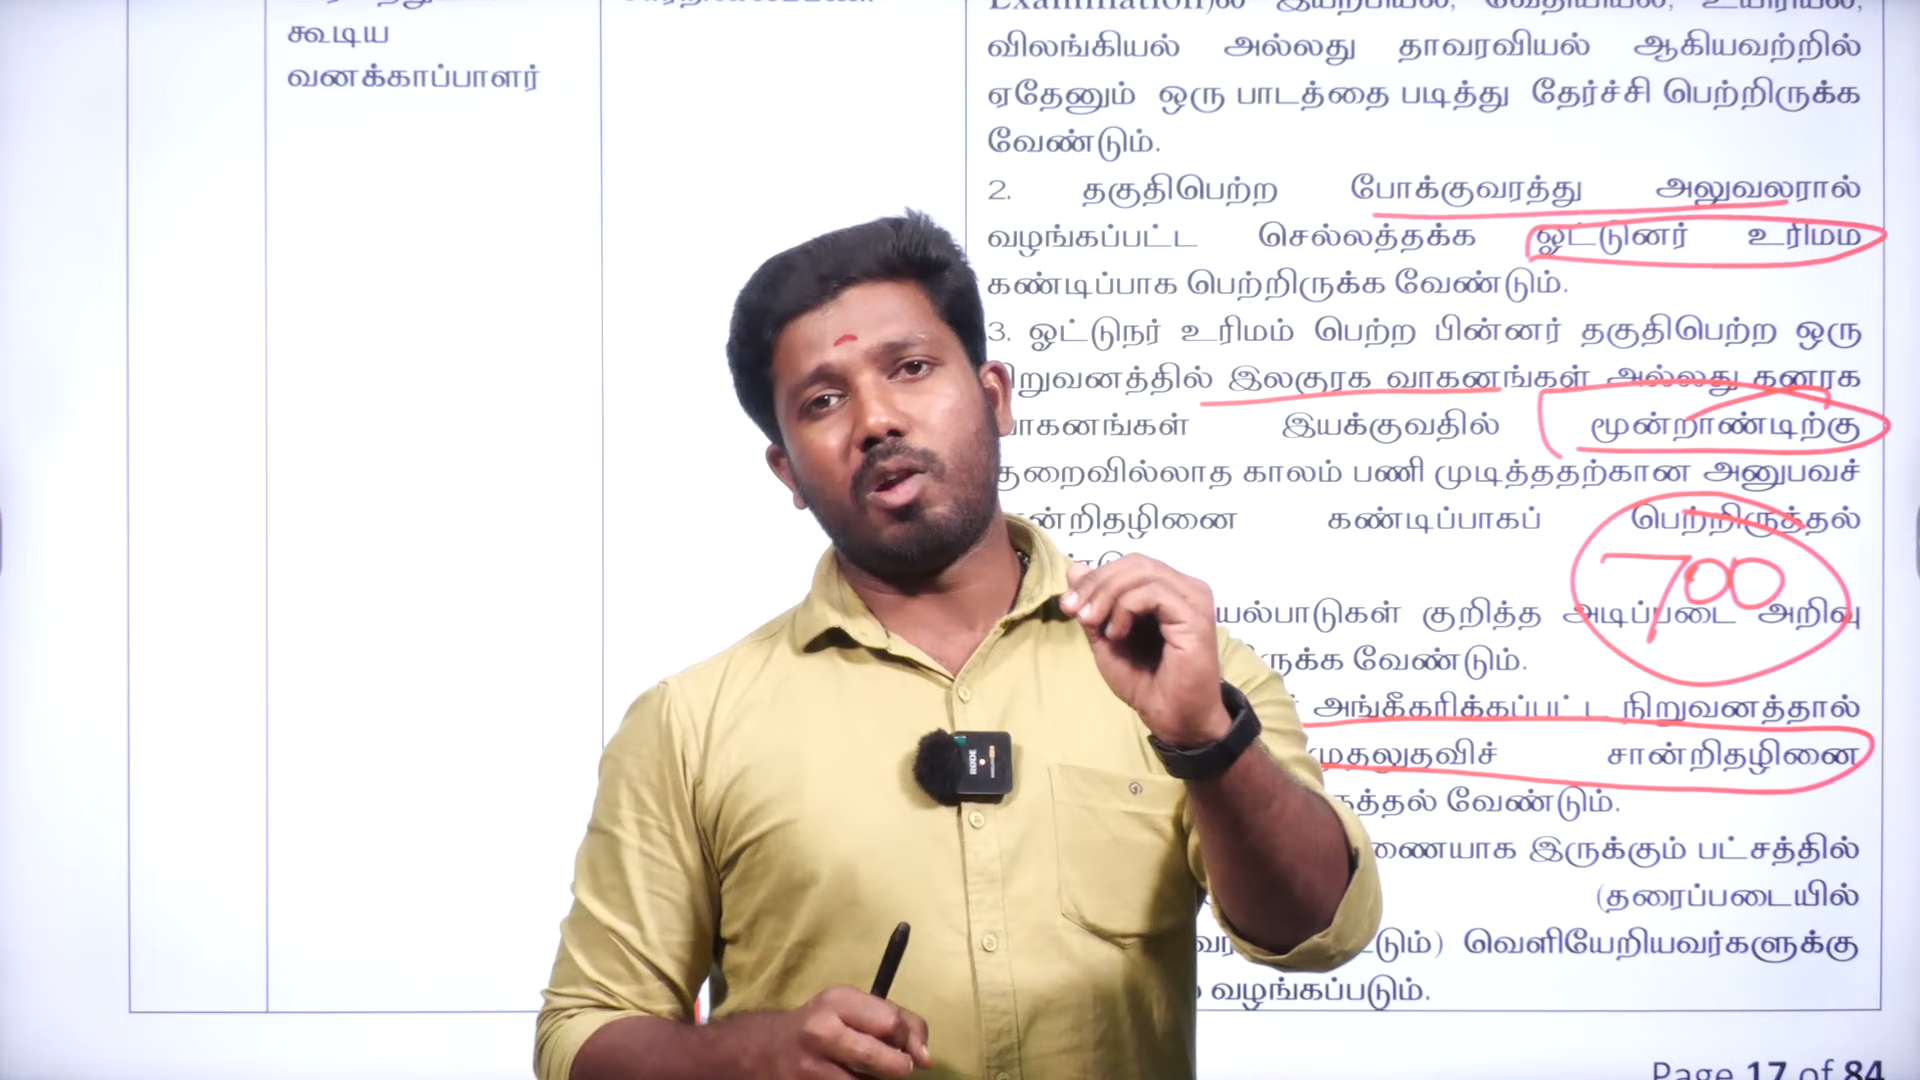 கூடிய
வனக்காப்பாளர்
விலங்கியல் அல்லது தாவரவியல் ஆகியவற்றில்
ஏதேனும் ஒரு பாடத்தை படித்து தேர்ச்சி பெற்றிருக்க
வேண்டும்.
2. தகுதிபெற்ற போக்குவரத்து அலுவலரால்
வழங்கப்பட்ட செல்லத்தக்க ஓட்டுனர் உரிமம
கண்டிப்பாக பெற்றிருக்க வேண்டும்.
3. ஓட்டுநர் உரிமம் பெற்ற பின்னர் தகுதிபெற்ற ஒரு
இலகுரக வாகனங்கள் அல்லது கனரக
இயக்குவதில் மூன்றாண்டிற்கு
காலம் பணி முடித்ததற்கான அனுபவச்
கண்டிப்பாகப் பெற்றிருத்தல்
700
குறித்த அடிப்படை அறிவு
வேண்டும்.
அங்கீகரிக்கப்பட்ட நிறுவனத்தால்
முதலுதவிச் சான்றிதழினை
வேண்டும்.
இருக்கும் பட்சத்தில்
(தரைப்படையில்
வெளியேறியவர்களுக்கு
வழங்கப்படும்.
RODE
Page 17 of 84